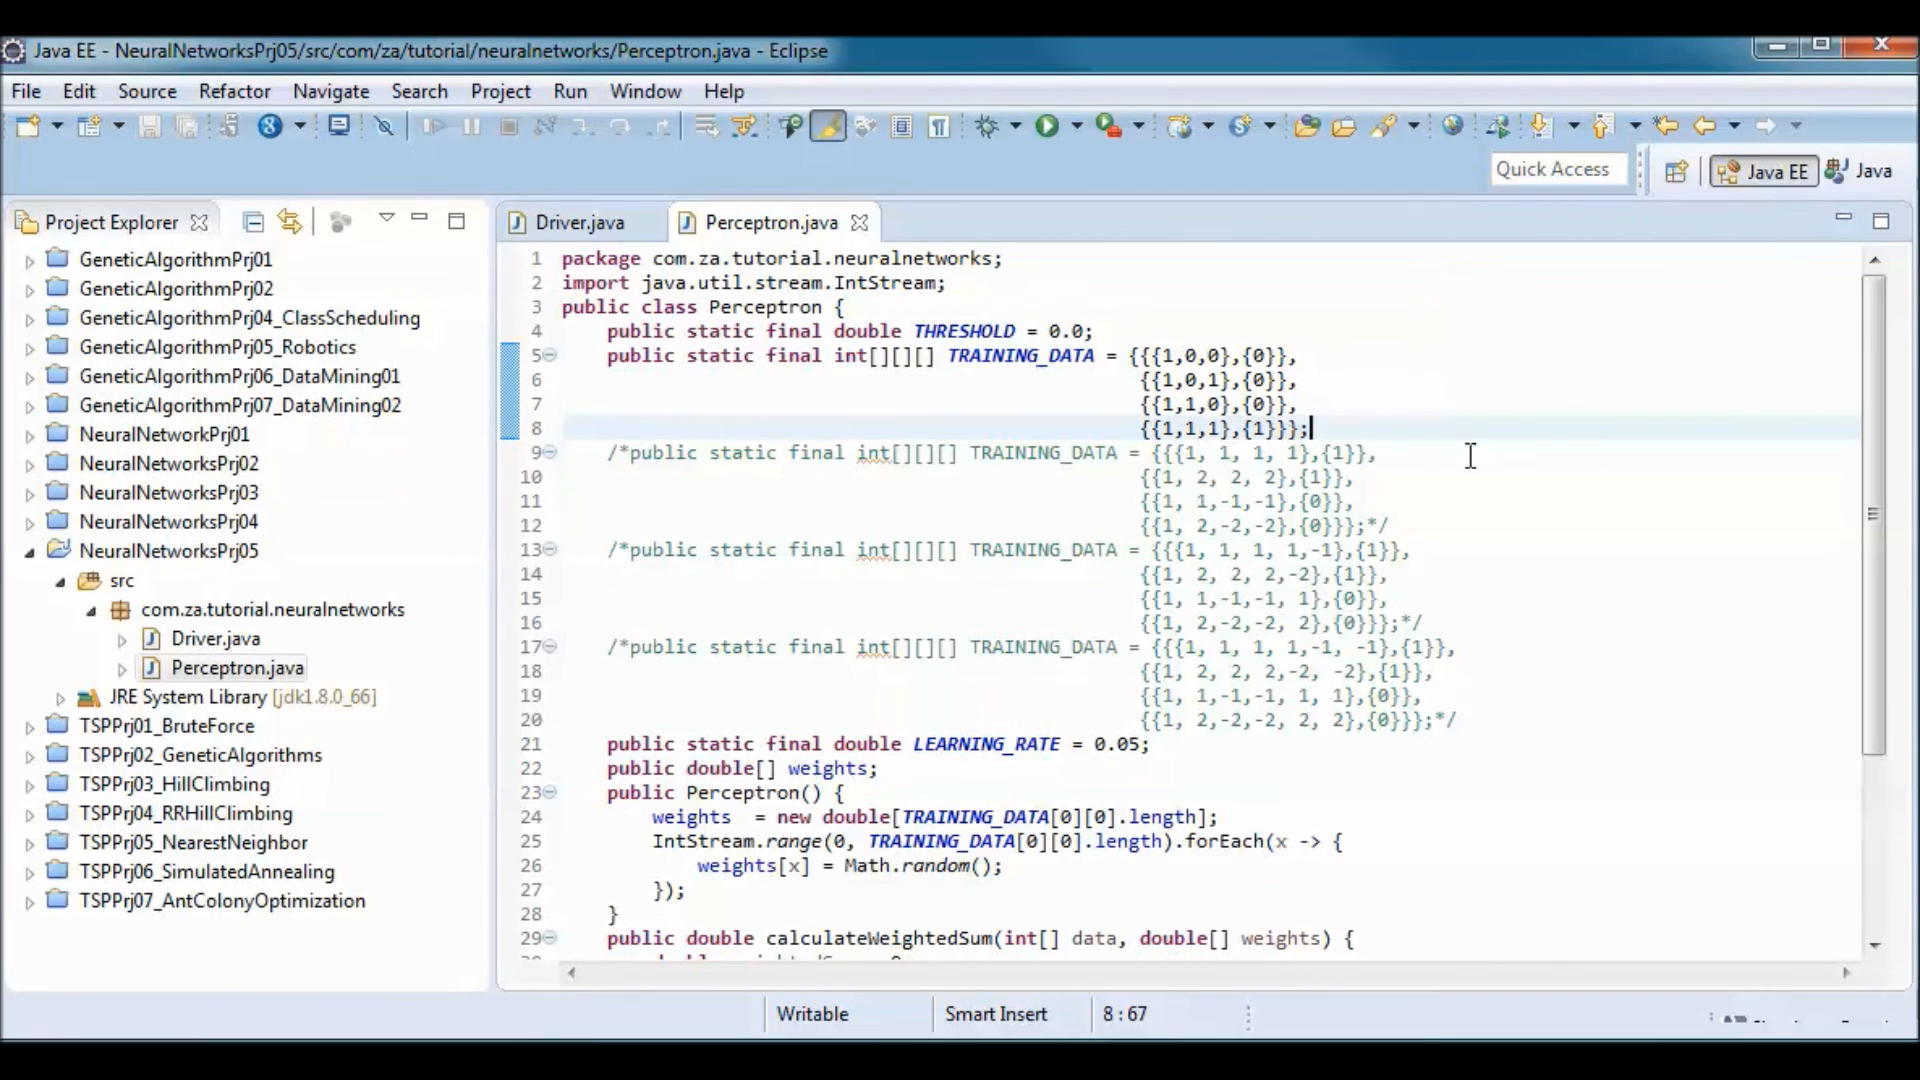 Java EE - NeuralNetworksPrj05/src/com/za/tutorial/neuralnetworks/Perceptron.java - Eclipse
File Edit Source Refactor Navigate Search Project Run Window Help
Quick Access
Java EE
Java
Project Explorer
GeneticAlgorithmPrj01
GeneticAlgorithmPrj02
GeneticAlgorithmPrj04_ClassScheduling
GeneticAlgorithmPrj05_Robotics
GeneticAlgorithmPrj06_DataMining01
GeneticAlgorithmPrj07_DataMining02
NeuralNetworkPrj01
NeuralNetworksPrj02
NeuralNetworksPrj03
NeuralNetworksPrj04
NeuralNetworksPrj05
src
com.za.tutorial.neuralnetworks
Driver.java
Perceptron.java
JRE System Library [jdk1.8.0_66]
TSPPrj01_BruteForce
TSPPrj02_GeneticAlgorithms
TSPPrj03_HillClimbing
TSPPrj04_RRHillClimbing
TSPPrj05_NearestNeighbor
TSPPrj06_SimulatedAnnealing
TSPPrj07_AntColonyOptimization
Driver.java
Perceptron.java
1 package com.za.tutorial.neuralnetworks;
2 import java.util.stream.IntStream;
3 public class Perceptron {
4 public static final double THRESHOLD = 0.0;
5 public static final int[][][] TRAINING_DATA = {{{1,0,0},{0}},
6 {{1,0,1},{0}},
7 {{1,1,0},{0}},
8 {{1,1,1},{1}}};
9 /*public static final int[][][] TRAINING_DATA = {{{1, 1, 1, 1},{1}},
10 {{1, 2, 2, 2},{1}},
11 {{1, 1,-1,-1},{0}},
12 {{1, 2,-2,-2},{0}}};*/
13 /*public static final int[][][] TRAINING_DATA = {{{1, 1, 1, 1,-1},{1}},
14 {{1, 2, 2, 2,-2},{1}},
15 {{1, 1,-1,-1, 1},{0}},
16 {{1, 2,-2,-2, 2},{0}}};*/
17 /*public static final int[][][] TRAINING_DATA = {{{1, 1, 1, 1,-1, -1},{1}},
18 {{1, 2, 2, 2,-2, -2},{1}},
19 {{1, 1,-1,-1, 1, 1},{0}},
20 {{1, 2,-2,-2, 2, 2},{0}}};*/
21 public static final double LEARNING_RATE = 0.05;
22 public double[] weights;
23 public Perceptron() {
24 weights = new double[TRAINING_DATA[0][0].length];
25 IntStream.range(0, TRAINING_DATA[0][0].length).forEach(x -> {
26 weights[x] = Math.random();
27 });
28 }
29 public double calculateWeightedSum(int[] data, double[] weights) {
Writable
Smart Insert
8 : 67